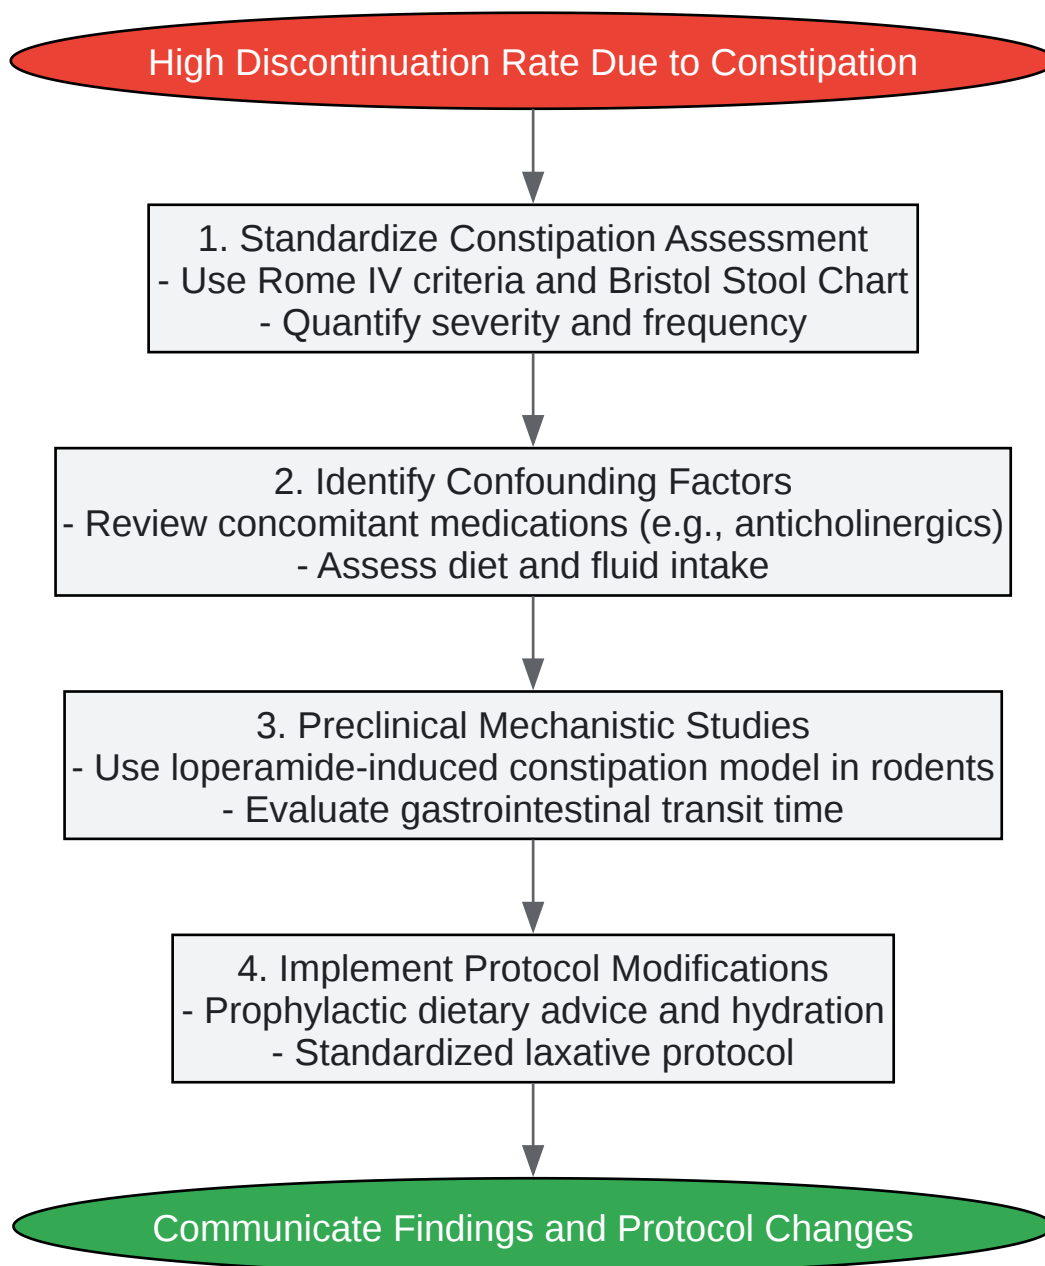 High Discontinuation Rate Due to Constipation
1. Standardize Constipation Assessment
- Use Rome IV criteria and Bristol Stool Chart
- Quantify severity and frequency
2. Identify Confounding Factors
- Review concomitant medications (e.g., anticholinergics)
- Assess diet and fluid intake
3. Preclinical Mechanistic Studies
- Use loperamide-induced constipation model in rodents
- Evaluate gastrointestinal transit time
4. Implement Protocol Modifications
- Prophylactic dietary advice and hydration
- Standardized laxative protocol
Communicate Findings and Protocol Changes